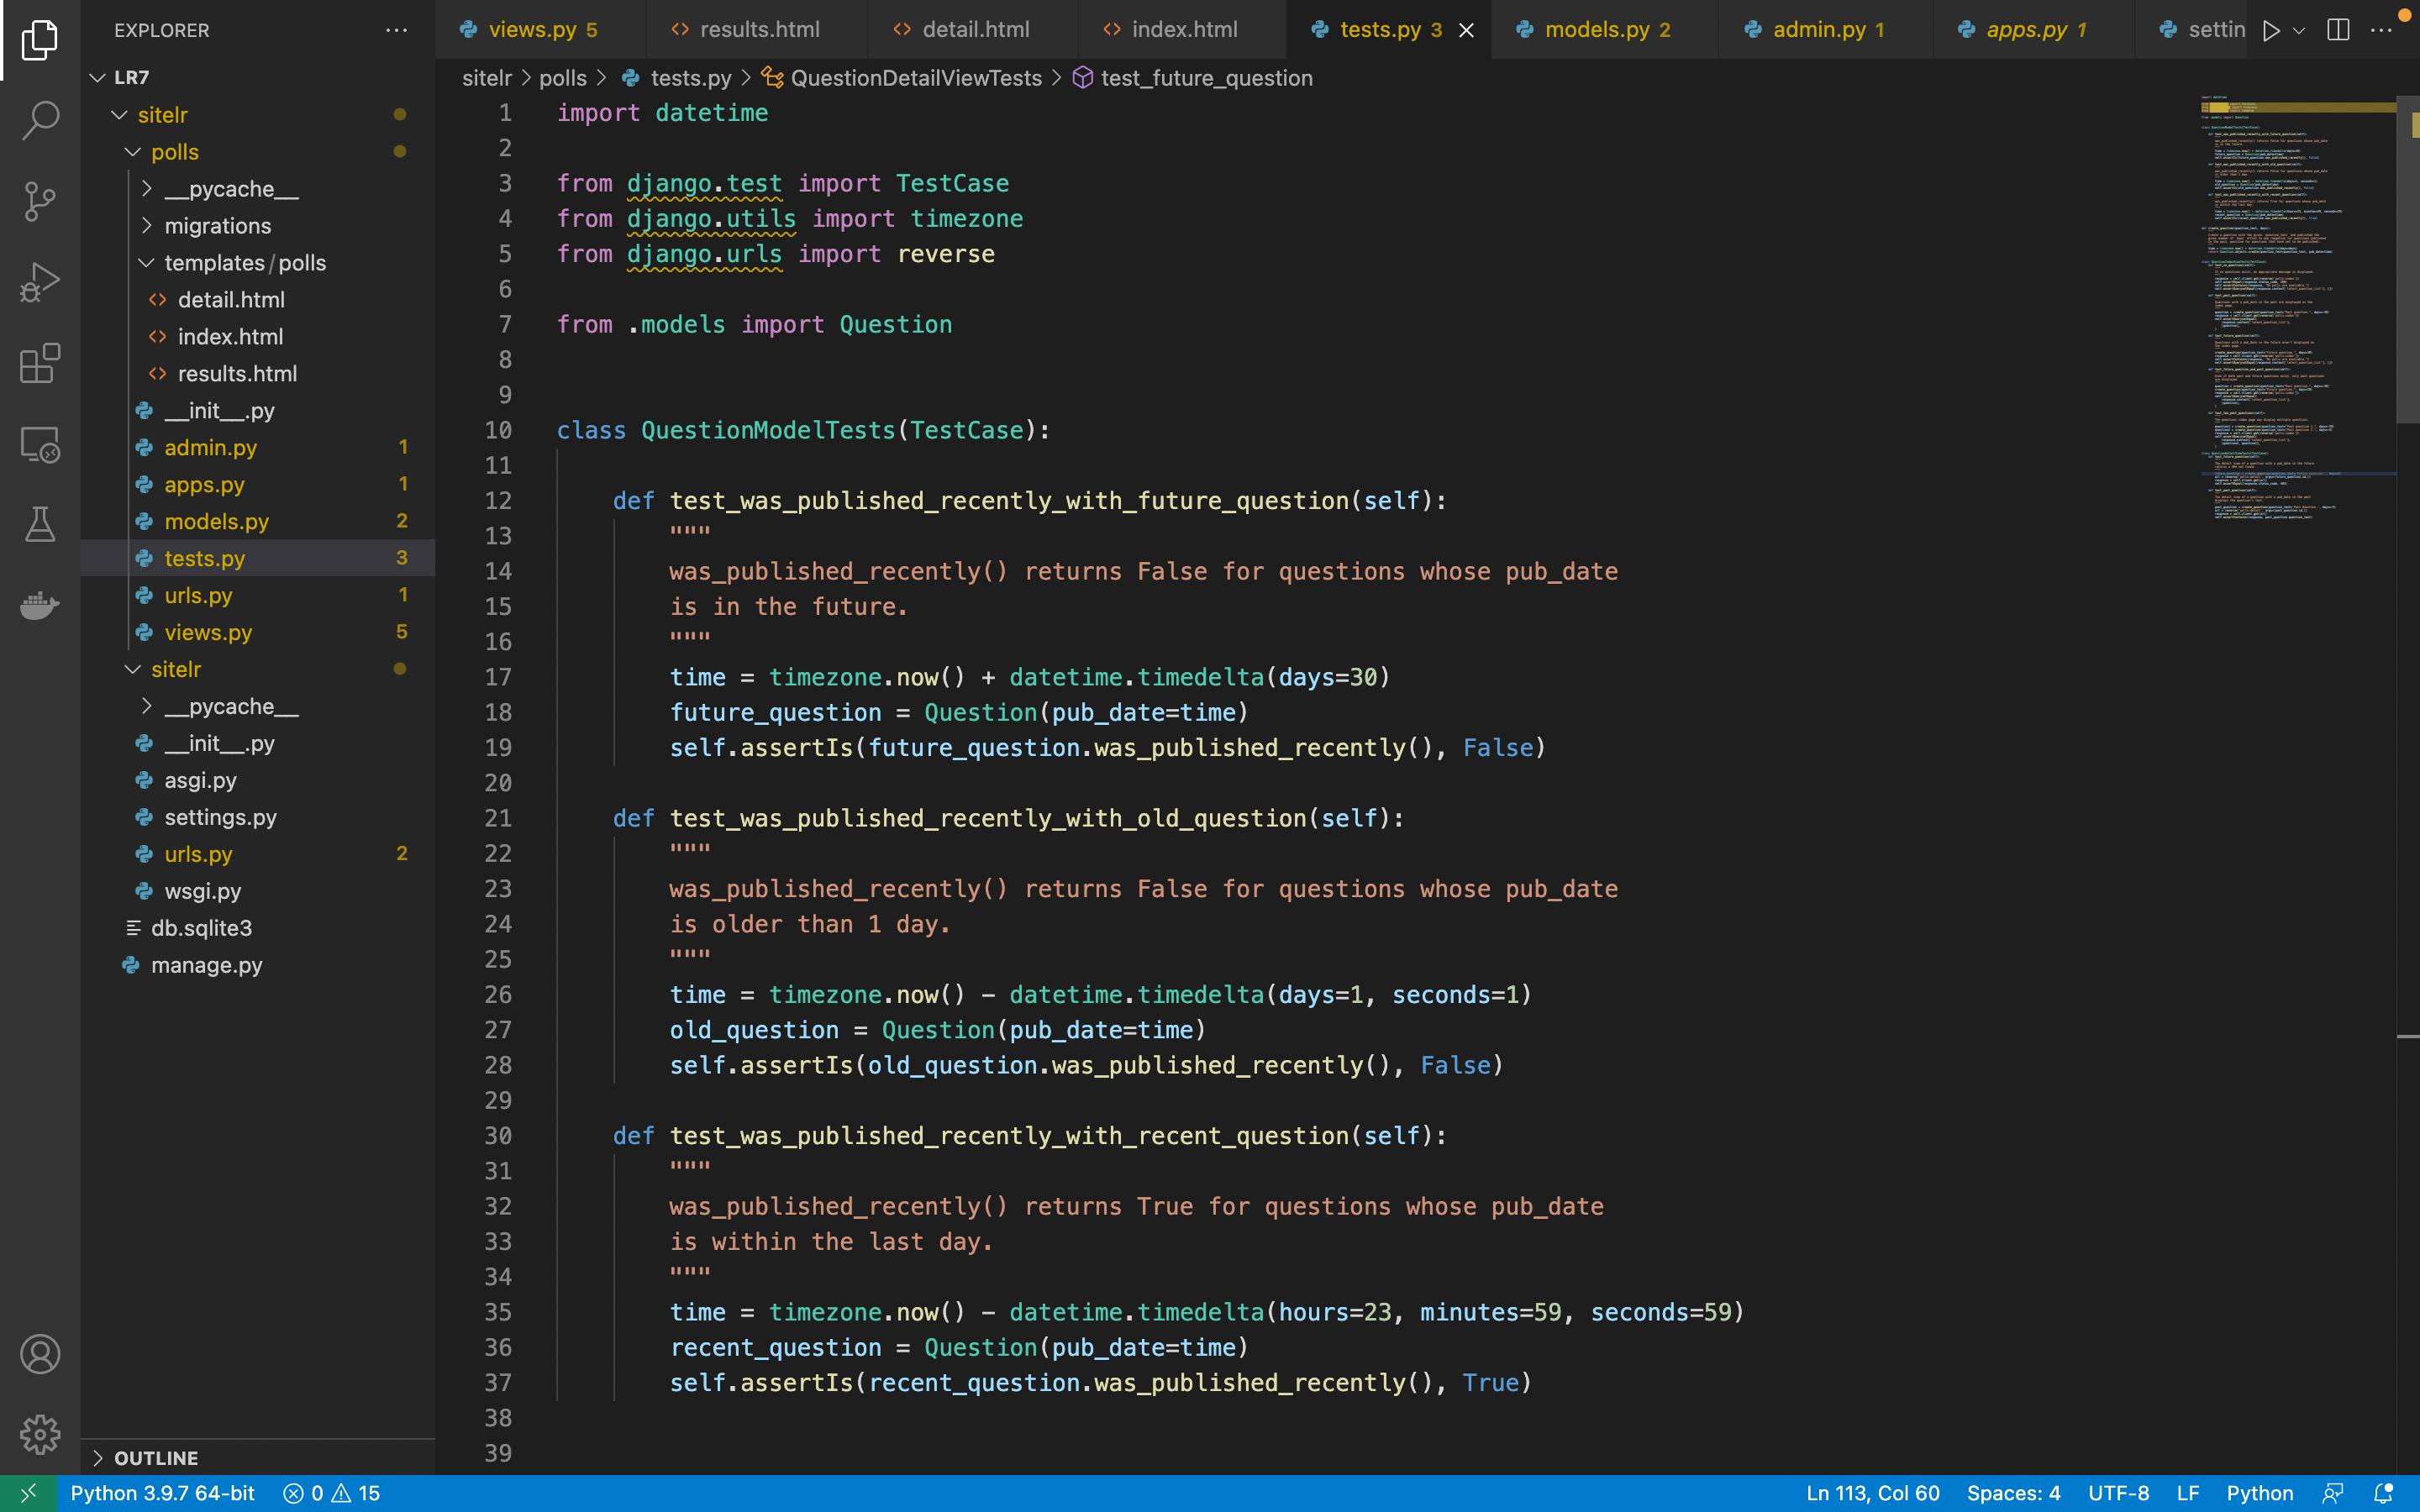 EXPLORER
LR7
sitelr
polls
__pycache__
migrations
templates/polls
detail.html
index.html
results.html
__init__.py
admin.py 1
apps.py 1
models.py 2
tests.py 3
urls.py 1
views.py 5
sitelr
__pycache__
__init__.py
asgi.py
settings.py
urls.py 2
wsgi.py
db.sqlite3
manage.py
OUTLINE
views.py 5
results.html
detail.html
index.html
tests.py 3
models.py 2
admin.py 1
apps.py 1
settin
sitelr > polls > tests.py > QuestionDetailViewTests > test_future_question
1 import datetime
2
3 from django.test import TestCase
4 from django.utils import timezone
5 from django.urls import reverse
6
7 from .models import Question
8
9
10 class QuestionModelTests(TestCase):
11
12 def test_was_published_recently_with_future_question(self):
13 """
14 was_published_recently() returns False for questions whose pub_date
15 is in the future.
16 """
17 time = timezone.now() + datetime.timedelta(days=30)
18 future_question = Question(pub_date=time)
19 self.assertIs(future_question.was_published_recently(), False)
20
21 def test_was_published_recently_with_old_question(self):
22 """
23 was_published_recently() returns False for questions whose pub_date
24 is older than 1 day.
25 """
26 time = timezone.now() - datetime.timedelta(days=1, seconds=1)
27 old_question = Question(pub_date=time)
28 self.assertIs(old_question.was_published_recently(), False)
29
30 def test_was_published_recently_with_recent_question(self):
31 """
32 was_published_recently() returns True for questions whose pub_date
33 is within the last day.
34 """
35 time = timezone.now() - datetime.timedelta(hours=23, minutes=59, seconds=59)
36 recent_question = Question(pub_date=time)
37 self.assertIs(recent_question.was_published_recently(), True)
38
39
Python 3.9.7 64-bit 0 15 Ln 113, Col 60 Spaces: 4 UTF-8 LF Python